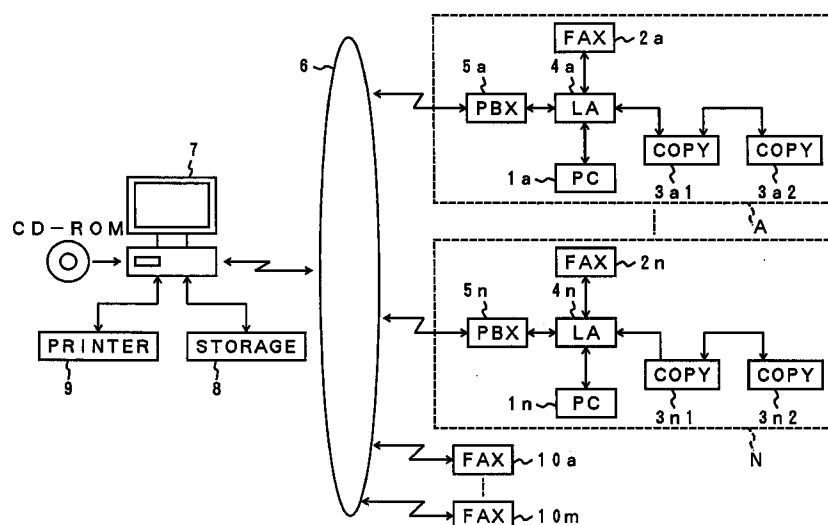 6
FAX
2a
5a
4a
PBX
LA
COPY
COPY
1a
PC
3a1
3a2
A
7
CD-ROM
PRINTER
9
STORAGE
8
FAX
2n
5n
4n
PBX
LA
COPY
COPY
1n
PC
3n1
3n2
N
FAX
10a
FAX
10m